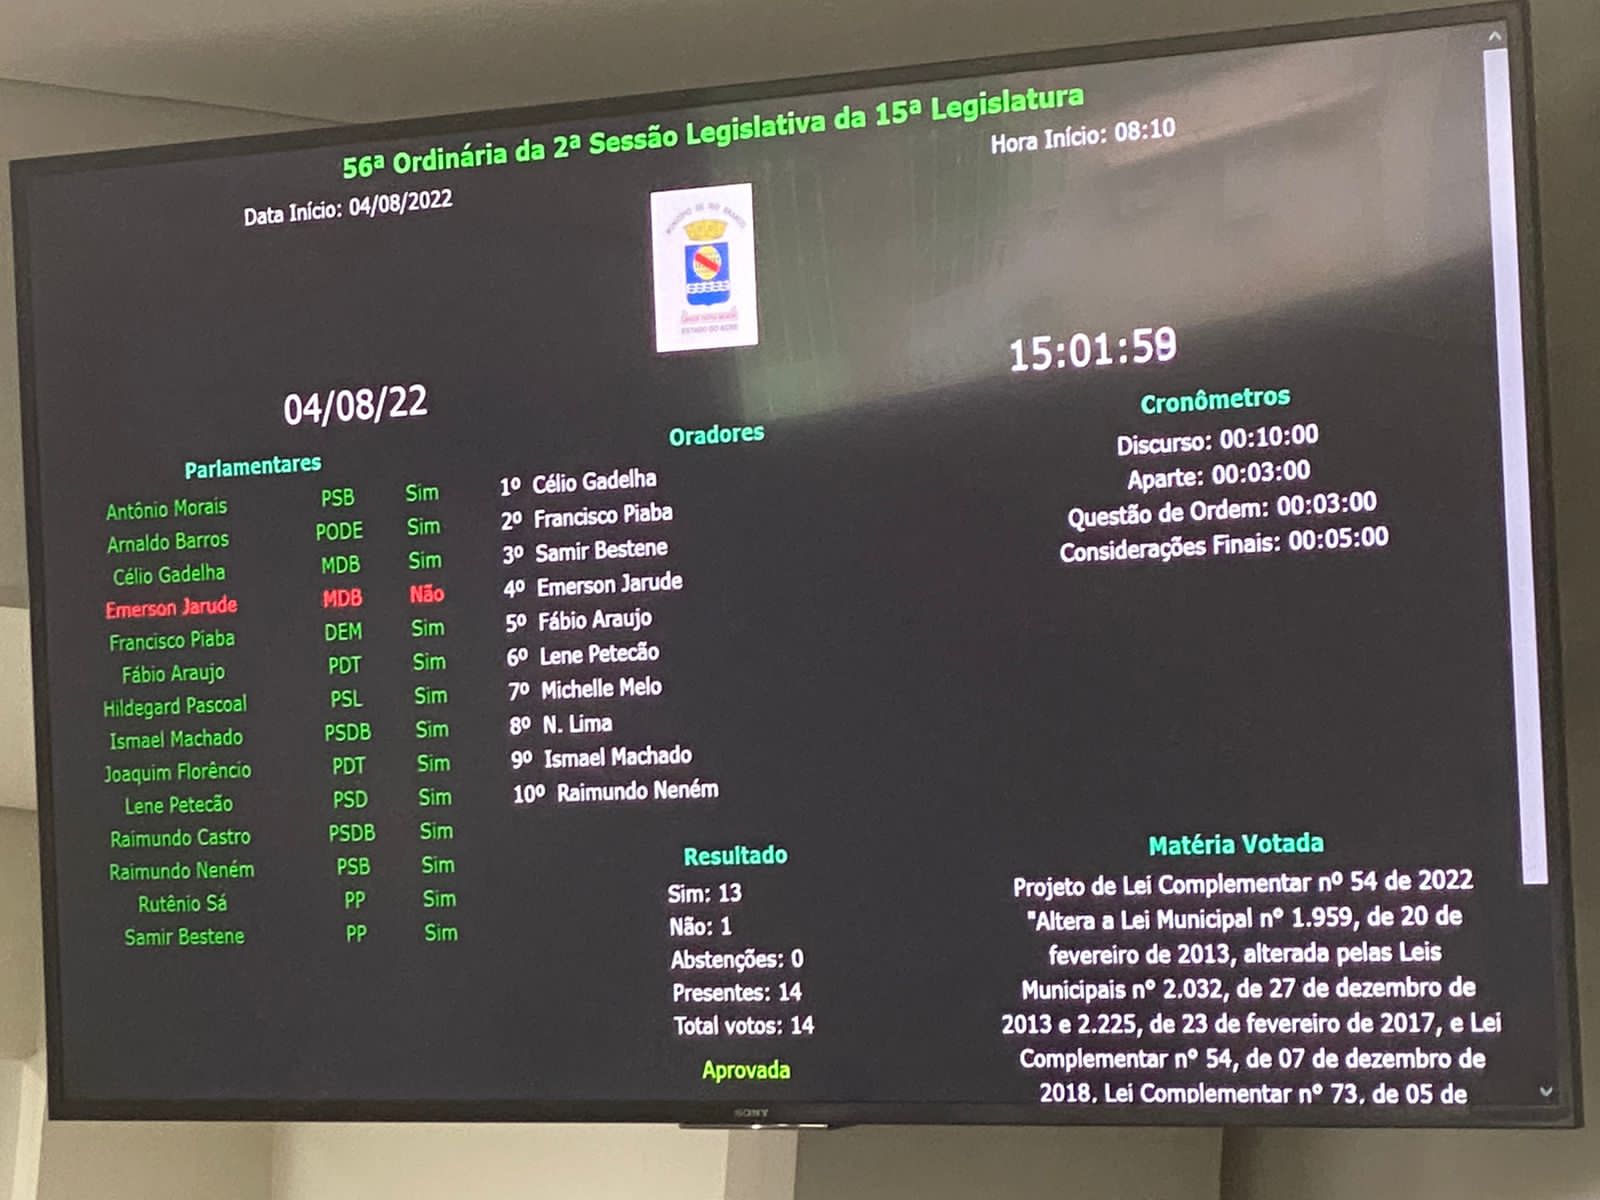 56ª Ordinária da 2ª Sessão Legislativa da 15ª Legislatura
Data Início: 04/08/2022
Hora Início: 08:10
MUNICÍPIO DE RIO BRANCO
ESTADO DO ACRE
04/08/22
15:01:59
Parlamentares
Antônio Morais PSB Sim
Arnaldo Barros PODE Sim
Célio Gadelha MDB Sim
Emerson Jarude MDB Não
Francisco Piaba DEM Sim
Fábio Araujo PDT Sim
Hildegard Pascoal PSL Sim
Ismael Machado PSDB Sim
Joaquim Florêncio PDT Sim
Lene Petecão PSD Sim
Raimundo Castro PSDB Sim
Raimundo Neném PSB Sim
Rutênio Sá PP Sim
Samir Bestene PP Sim
Oradores
1º Célio Gadelha
2º Francisco Piaba
3º Samir Bestene
4º Emerson Jarude
5º Fábio Araujo
6º Lene Petecão
7º Michelle Melo
8º N. Lima
9º Ismael Machado
10º Raimundo Neném
Cronômetros
Discurso: 00:10:00
Aparte: 00:03:00
Questão de Ordem: 00:03:00
Considerações Finais: 00:05:00
Resultado
Sim: 13
Não: 1
Abstenções: 0
Presentes: 14
Total votos: 14
Aprovada
Matéria Votada
Projeto de Lei Complementar nº 54 de 2022
"Altera a Lei Municipal nº 1.959, de 20 de
fevereiro de 2013, alterada pelas Leis
Municipais nº 2.032, de 27 de dezembro de
2013 e 2.225, de 23 de fevereiro de 2017, e Lei
Complementar nº 54, de 07 de dezembro de
2018, Lei Complementar nº 73, de 05 de
SONY